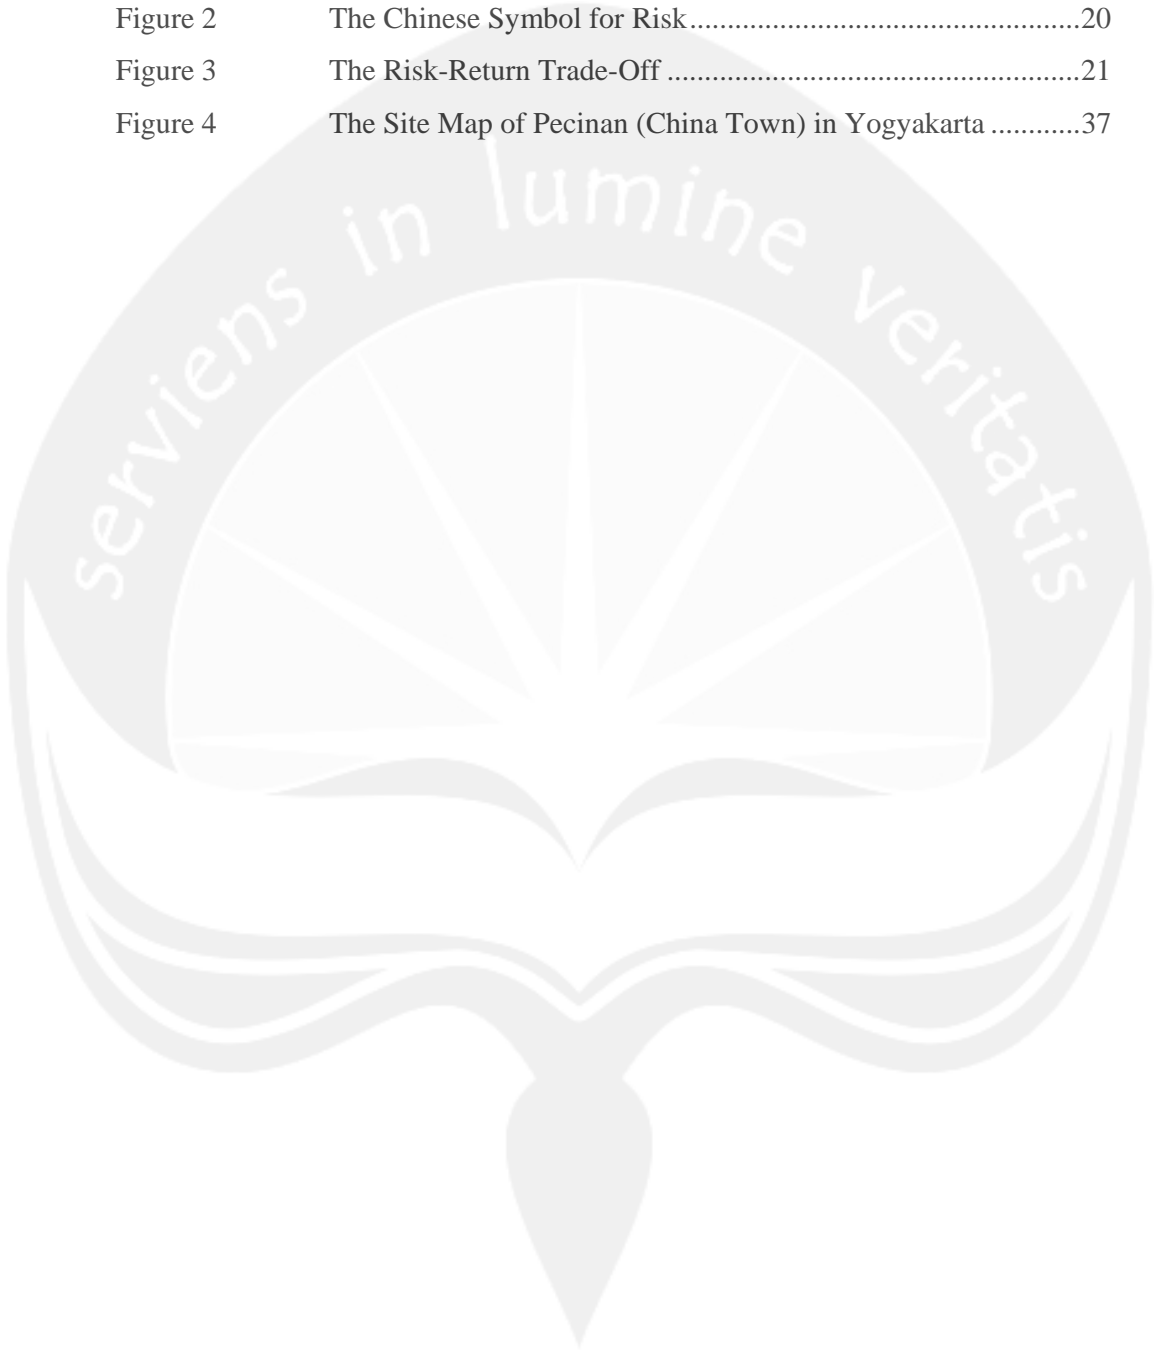 Figure 2 The Chinese Symbol for Risk....................................................20
Figure 3 The Risk-Return Trade-Off .......................................................21
Figure 4 The Site Map of Pecinan (China Town) in Yogyakarta ............37
serviens in lumine veritatis